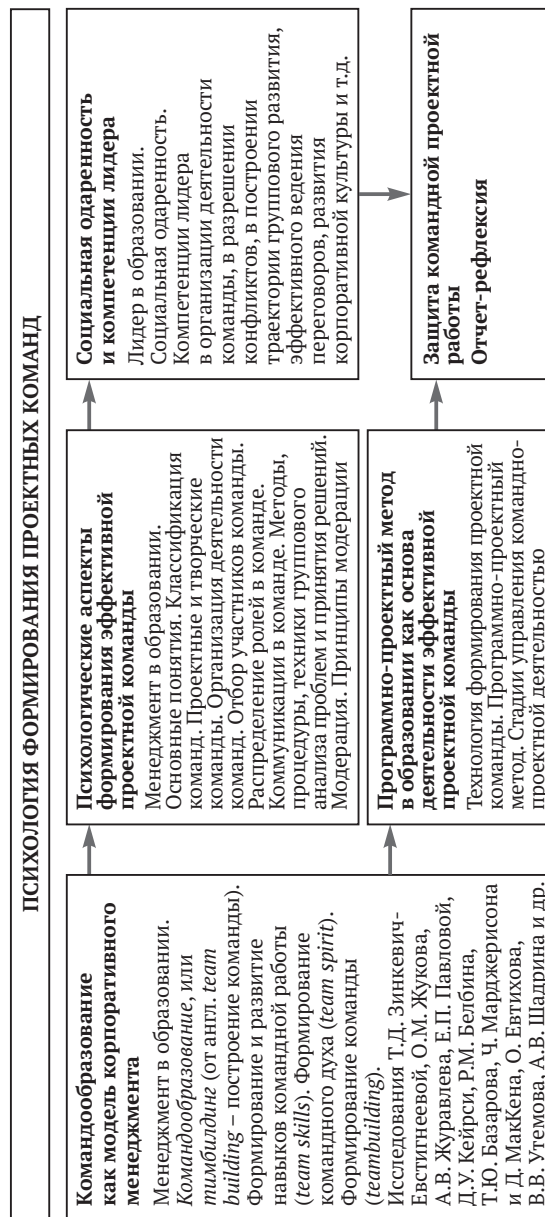 ПСИХОЛОГИЯ ФОРМИРОВАНИЯ ПРОЕКТНЫХ КОМАНД
Командообразование
как модель корпоративного
менеджмента
Менеджмент в образовании.
Командообразование, или
тимбилдинг (от англ. team
building – построение команды).
Формирование и развитие
навыков командной работы
(team skills). Формирование
командного духа (team spirit).
Формирование команды
(teambuilding).
Исследования Т.Д. Зинкевич-
Евстигнеевой, О.М. Жукова,
А.В. Журавлева, Е.П. Павловой,
Д.У. Кейрси, Р.М. Белбина,
Т.Ю. Базарова, Ч. Марджерисона
и Д. МакКена, О. Евтихова,
В.В. Утемова, А.В. Шадрина и др.
Психологические аспекты
формирования эффективной
проектной команды
Менеджмент в образовании.
Основные понятия. Классификация
команд. Проектные и творческие
команды. Организация деятельности
команд. Отбор участников команды.
Распределение ролей в команде.
Коммуникации в команде. Методы,
процедуры, техники группового
анализа проблем и принятия решений.
Модерация. Принципы модерации
Социальная одаренность
и компетенции лидера
Лидер в образовании.
Социальная одаренность.
Компетенции лидера
в организации деятельности
команды, в разрешении
конфликтов, в построении
траектории группового развития,
эффективного ведения
переговоров, развития
корпоративной культуры и т.д.
Программно-проектный метод
в образовании как основа
деятельности эффективной
проектной команды
Технология формирования проектной
команды. Программно-проектный
метод. Стадии управления командно-
проектной деятельностью
Защита командной проектной
работы
Отчет-рефлексия